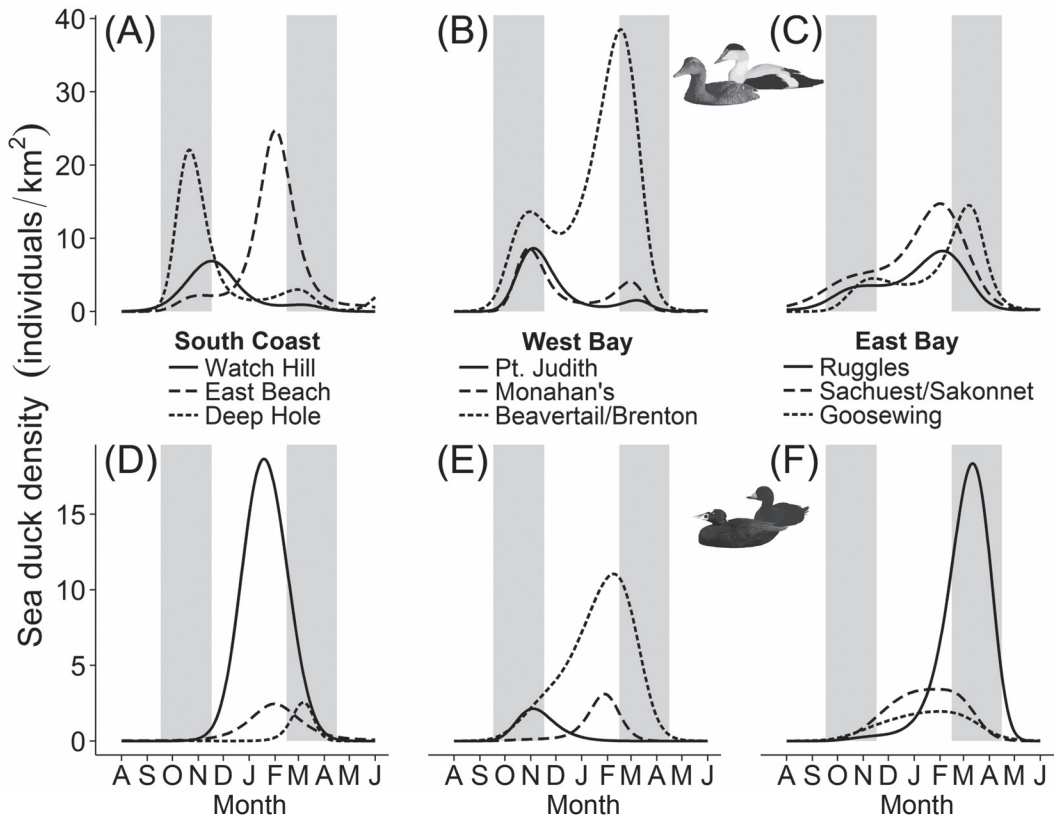 Sea duck density (individuals/km²)
(A)
(B)
(C)
40
30
20
10
0
South Coast
Watch Hill
East Beach
Deep Hole
West Bay
Pt. Judith
Monahan's
Beavertail/Brenton
East Bay
Ruggles
Sachuest/Sakonnet
Goosewing
(D)
(E)
(F)
15
10
5
0
A S O N D J F M A M J
A S O N D J F M A M J
A S O N D J F M A M J
Month
Month
Month